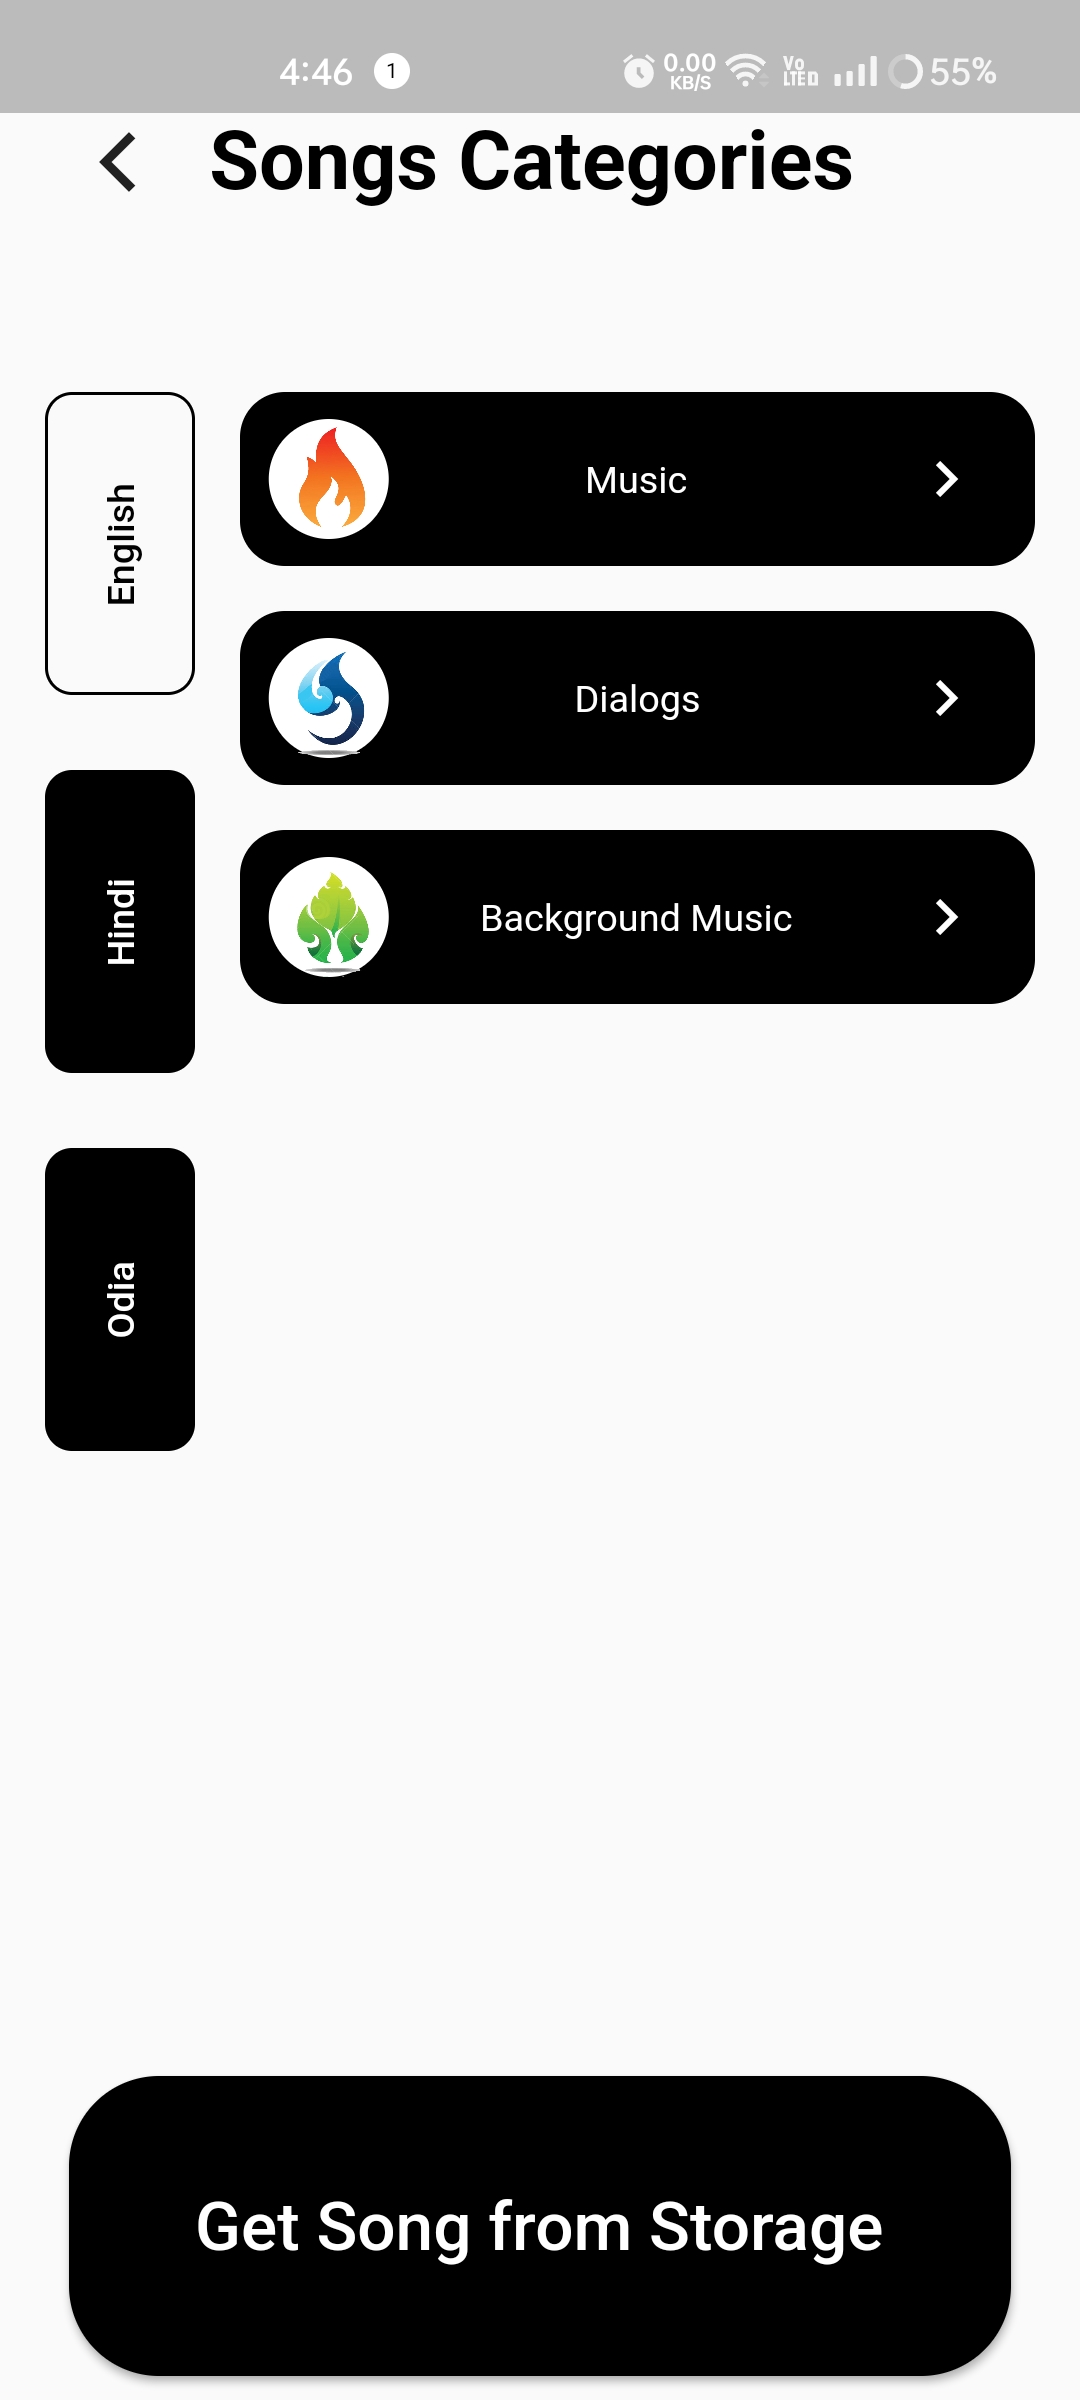 4:46 1 0.00 KB/S Vo LTED 55%
Songs Categories
English
Music
Dialogs
Hindi
Background Music
Odia
Get Song from Storage